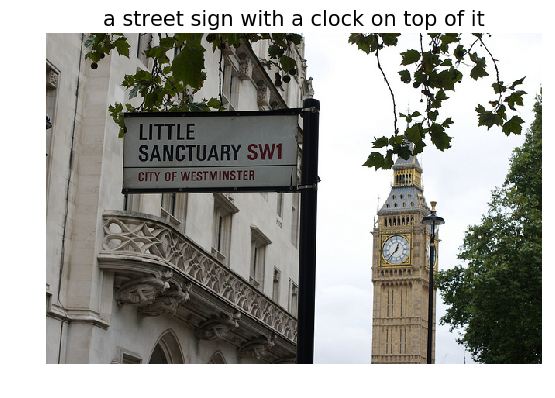 a street sign with a clock on top of it
LITTLE
SANCTUARY SW1
CITY OF WESTMINSTER